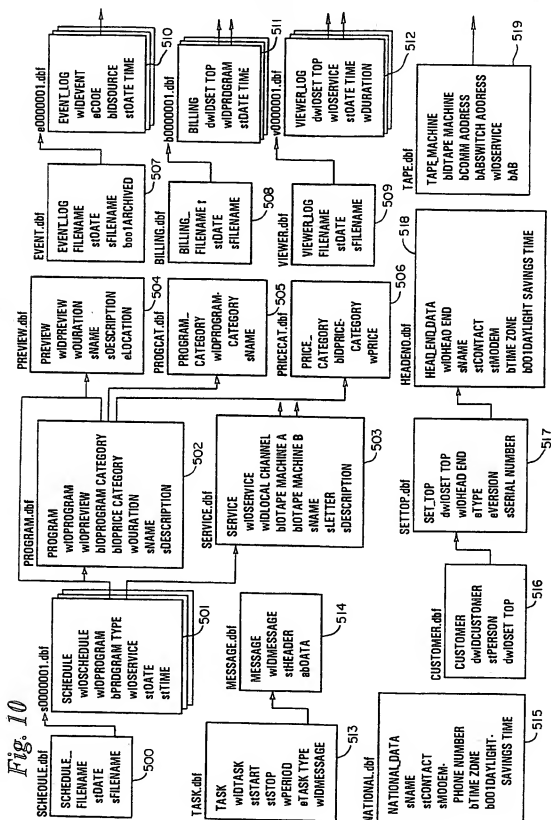 Fig. 10
SCHEDULE.dbf
SCHEDULE_
FILENAME
stDATE
sFILENAME
500
s0000001.dbf
SCHEDULE
wIDSCHEDULE
wIDPROGRAM
bPRDGRAM TYPE
wIDSERVICE
stDATE
stTIME
501
PROGRAM.dbf
PROGRAM
wIDPROGRAM
wIDPREVIEW
bIDPROGRAM CATEGORY
bIDPRICE CATEGORY
wDURATION
sNAME
sDESCRIPTION
502
SERVICE.dbf
SERVICE
wIDSERVICE
wIDLOCAL CHANNEL
bIDTAPE MACHINE A
bIDTAPE MACHINE B
sNAME
sLETTER
sDESCRIPTION
503
PREVIEW.dbf
PREVIEW
wIDPREVIEW
wDURATION
sNAME
sDESCRIPTION
eLOCATION
504
PROGCAT.dbf
PROGRAM_
CATEGORY
wIDPROGRAM-
CATEGORY
sNAME
505
PRICECAT.dbf
PRICE_
CATEGORY
bIDPRICE-
CATEGORY
wPRICE
506
EVENT.dbf
EVENT_LOG
FILENAME
stDATE
sFILENAME
boo1ARCHIVED
507
e0000001.dbf
EVENT_LOG
wIDEVENT
eCODE
bIDSOURCE
stDATE TIME
510
BILLING.dbf
BILLING_
FILENAME t
stDATE
sFILENAME
508
a0000001.dbf
BILLING
dwIDSET TOP
wIDPROGRAM
stDATE TIME
511
VIEWER.dbf
VIEWER_LOG
FILENAME
stDATE
sFILENAME
509
v0000001.dbf
VIEWER_LOG
dwIDSET TOP
wIDSERVICE
stDATE TIME
wDURATION
512
TASK.dbf
TASK
wIDTASK
stSTART
stSTOP
wPERIOD
eTASK TYPE
wIDMESSAGE
513
MESSAGE.dbf
MESSAGE
wIDMESSAGE
stHEADER
abDATA
514
NATIONAL.dbf
NATIONAL_DATA
sNAME
stCONTACT
sMODEM-
PHONE NUMBER
bTIME ZONE
bOO1DAYLIGHT-
SAVINGS TIME
515
CUSTOMER.dbf
CUSTOMER
dwIDCUSTOMER
stPERSON
dwIDSET TOP
516
SETTOP.dbf
SET_TOP
dwIDSET TOP
wIDHEAD END
eTYPE
eVERSION
sSERIAL NUMBER
517
HEADEND.dbf
HEAD_END_DATA
wIDHEAD END
sNAME
stCONTACT
stMODEM
bTIME ZONE
bOO1DAYLIGHT SAVINGS TIME
518
TAPE.dbf
TAPE_MACHINE
bIDTAPE MACHINE
bCOMM ADDRESS
bABSWITCH ADDRESS
wIDSERVICE
bAB
519